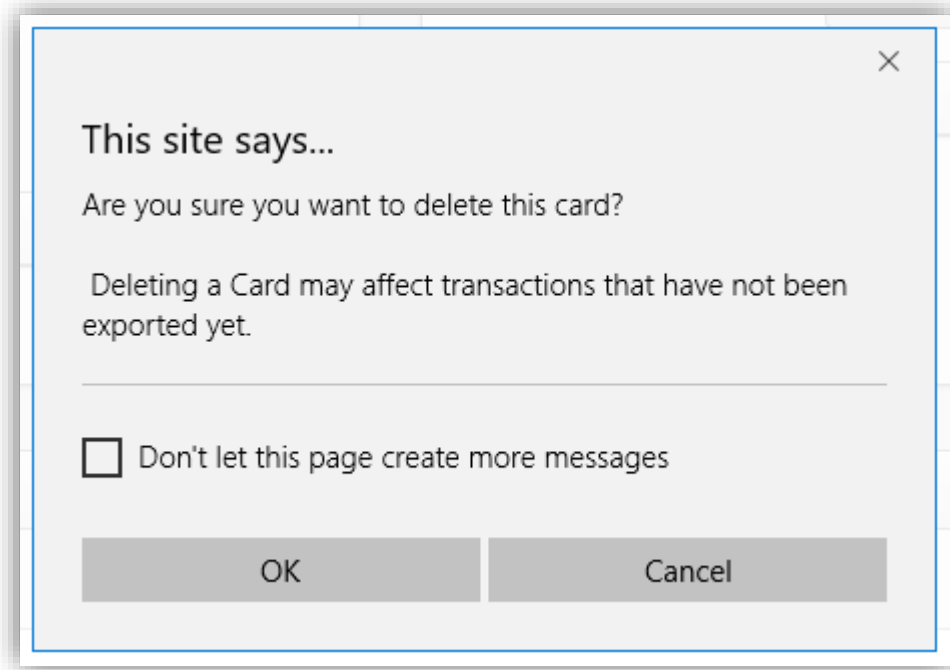 This site says...
Are you sure you want to delete this card?
Deleting a Card may affect transactions that have not been
exported yet.
Don't let this page create more messages
OK
Cancel